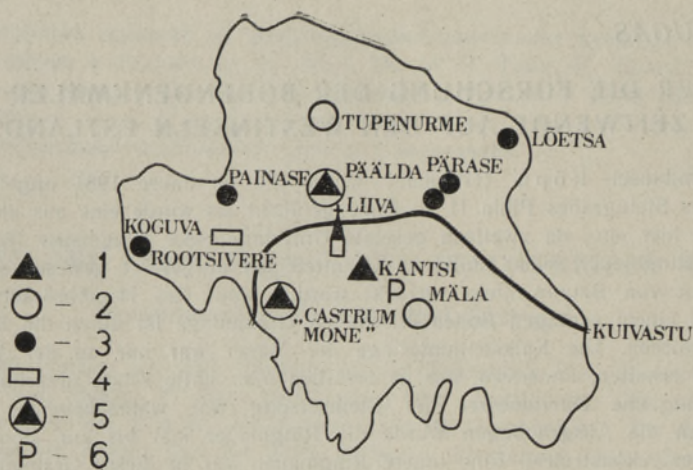 TUPENURME
LÕETSA
PÄÄLDA
PÄRASE
PAINASE
LIIVA
KOGUVA
ROOTSIVERE
KANTSI
P
MÄLA
„CASTRUM
MONE"
KUIVASTU
- 1
- 2
- 3
- 4
- 5
P - 6